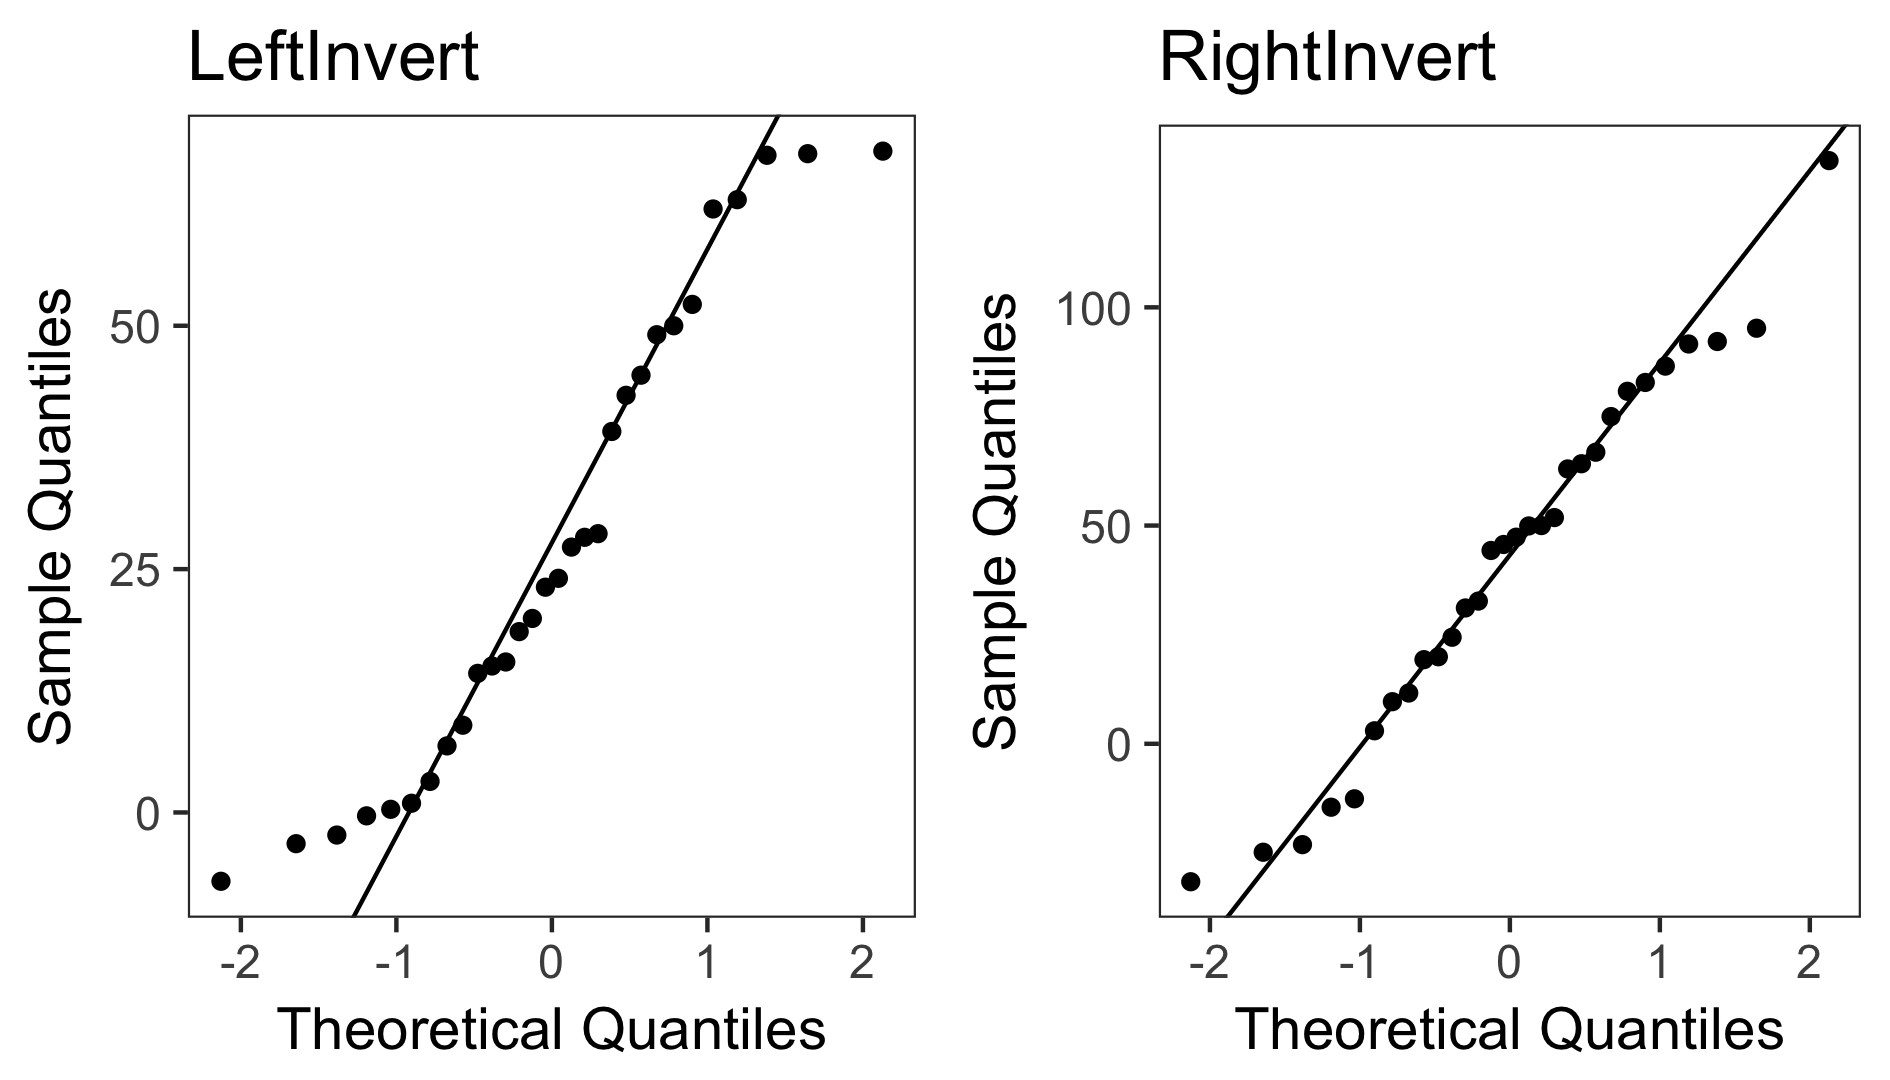 LeftInvert
Sample Quantiles
50
25
0
-2 -1 0 1 2
Theoretical Quantiles
RightInvert
Sample Quantiles
100
50
0
-2 -1 0 1 2
Theoretical Quantiles